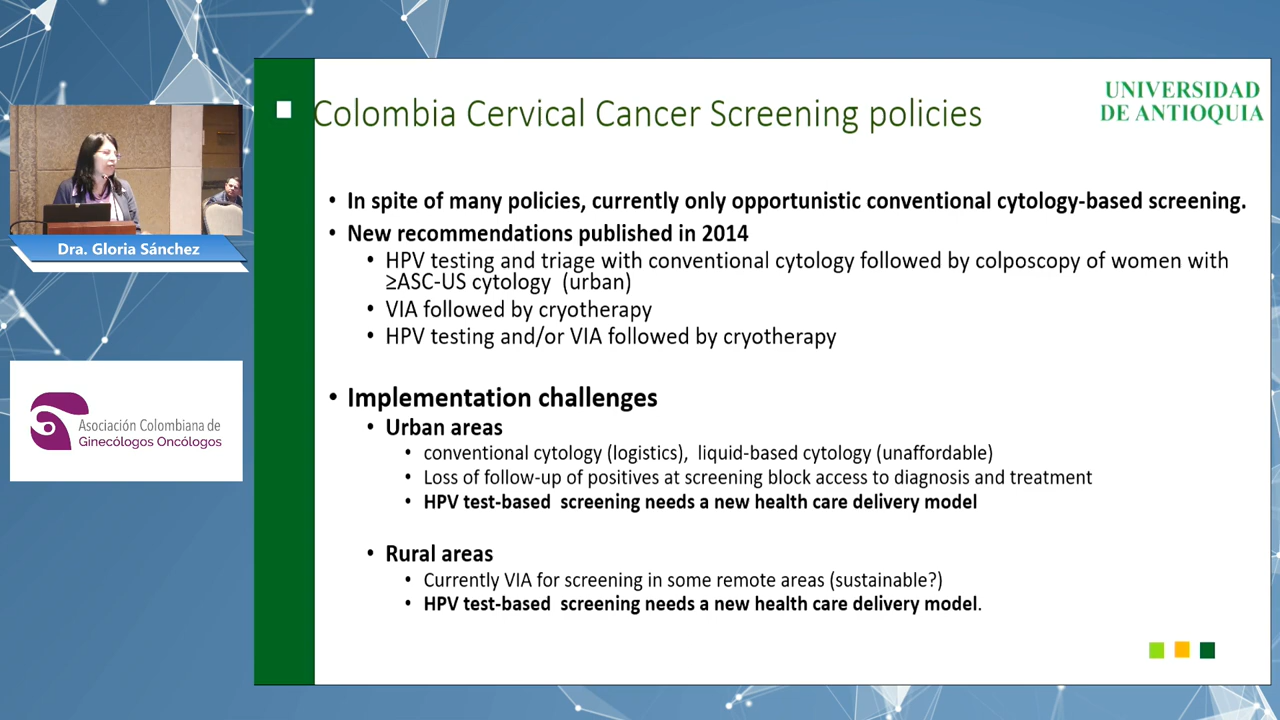 Colombia Cervical Cancer Screening policies
UNIVERSIDAD
DE ANTIOQUIA
• In spite of many policies, currently only opportunistic conventional cytology-based screening.
• New recommendations published in 2014
• HPV testing and triage with conventional cytology followed by colposcopy of women with
≥ASC-US cytology (urban)
• VIA followed by cryotherapy
• HPV testing and/or VIA followed by cryotherapy
• Implementation challenges
• Urban areas
• conventional cytology (logistics), liquid-based cytology (unaffordable)
• Loss of follow-up of positives at screening block access to diagnosis and treatment
• HPV test-based screening needs a new health care delivery model
• Rural areas
• Currently VIA for screening in some remote areas (sustainable?)
• HPV test-based screening needs a new health care delivery model.
Dra. Gloria Sánchez
Asociación Colombiana de
Ginecólogos Oncólogos